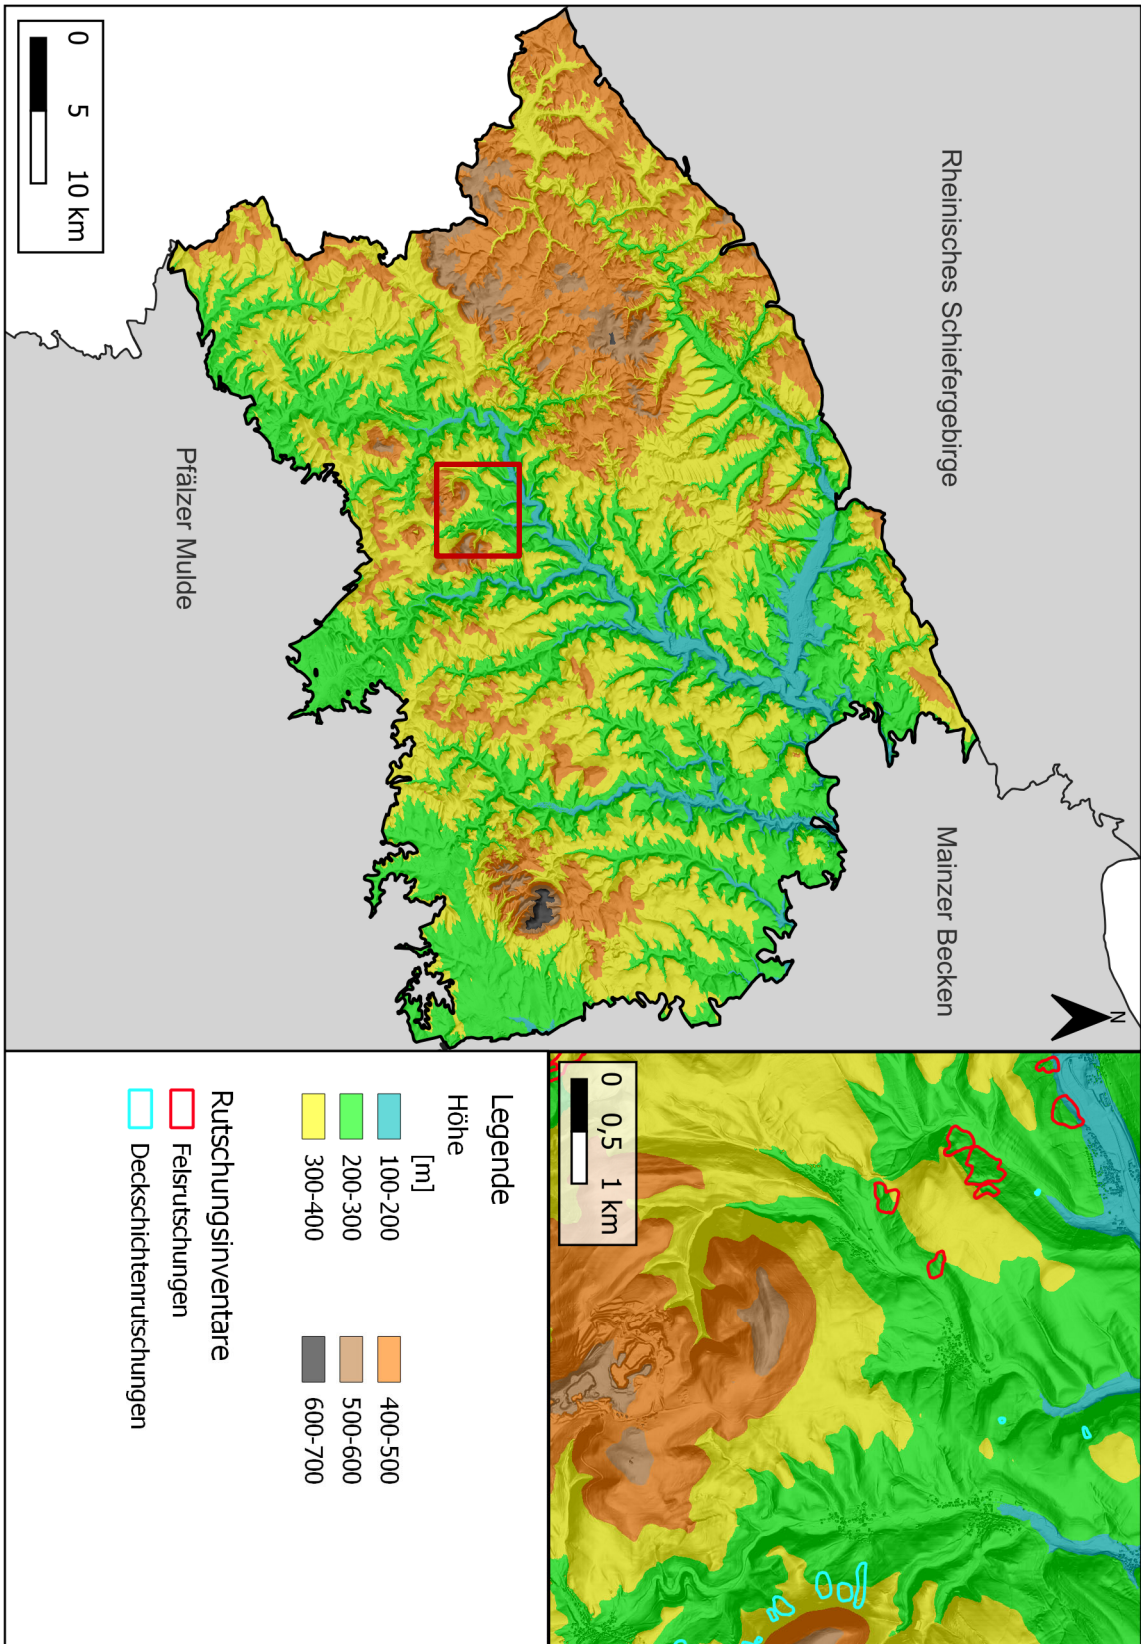 Rheinisches Schiefergebirge
Mainzer Becken
Pfälzer Mulde
N
0 5 10 km
0 0,5 1 km
Legende
Höhe
[m]
100-200
200-300
300-400
400-500
500-600
600-700
Rutschungsinventare
Felsrutschungen
Deckschichtenrutschungen